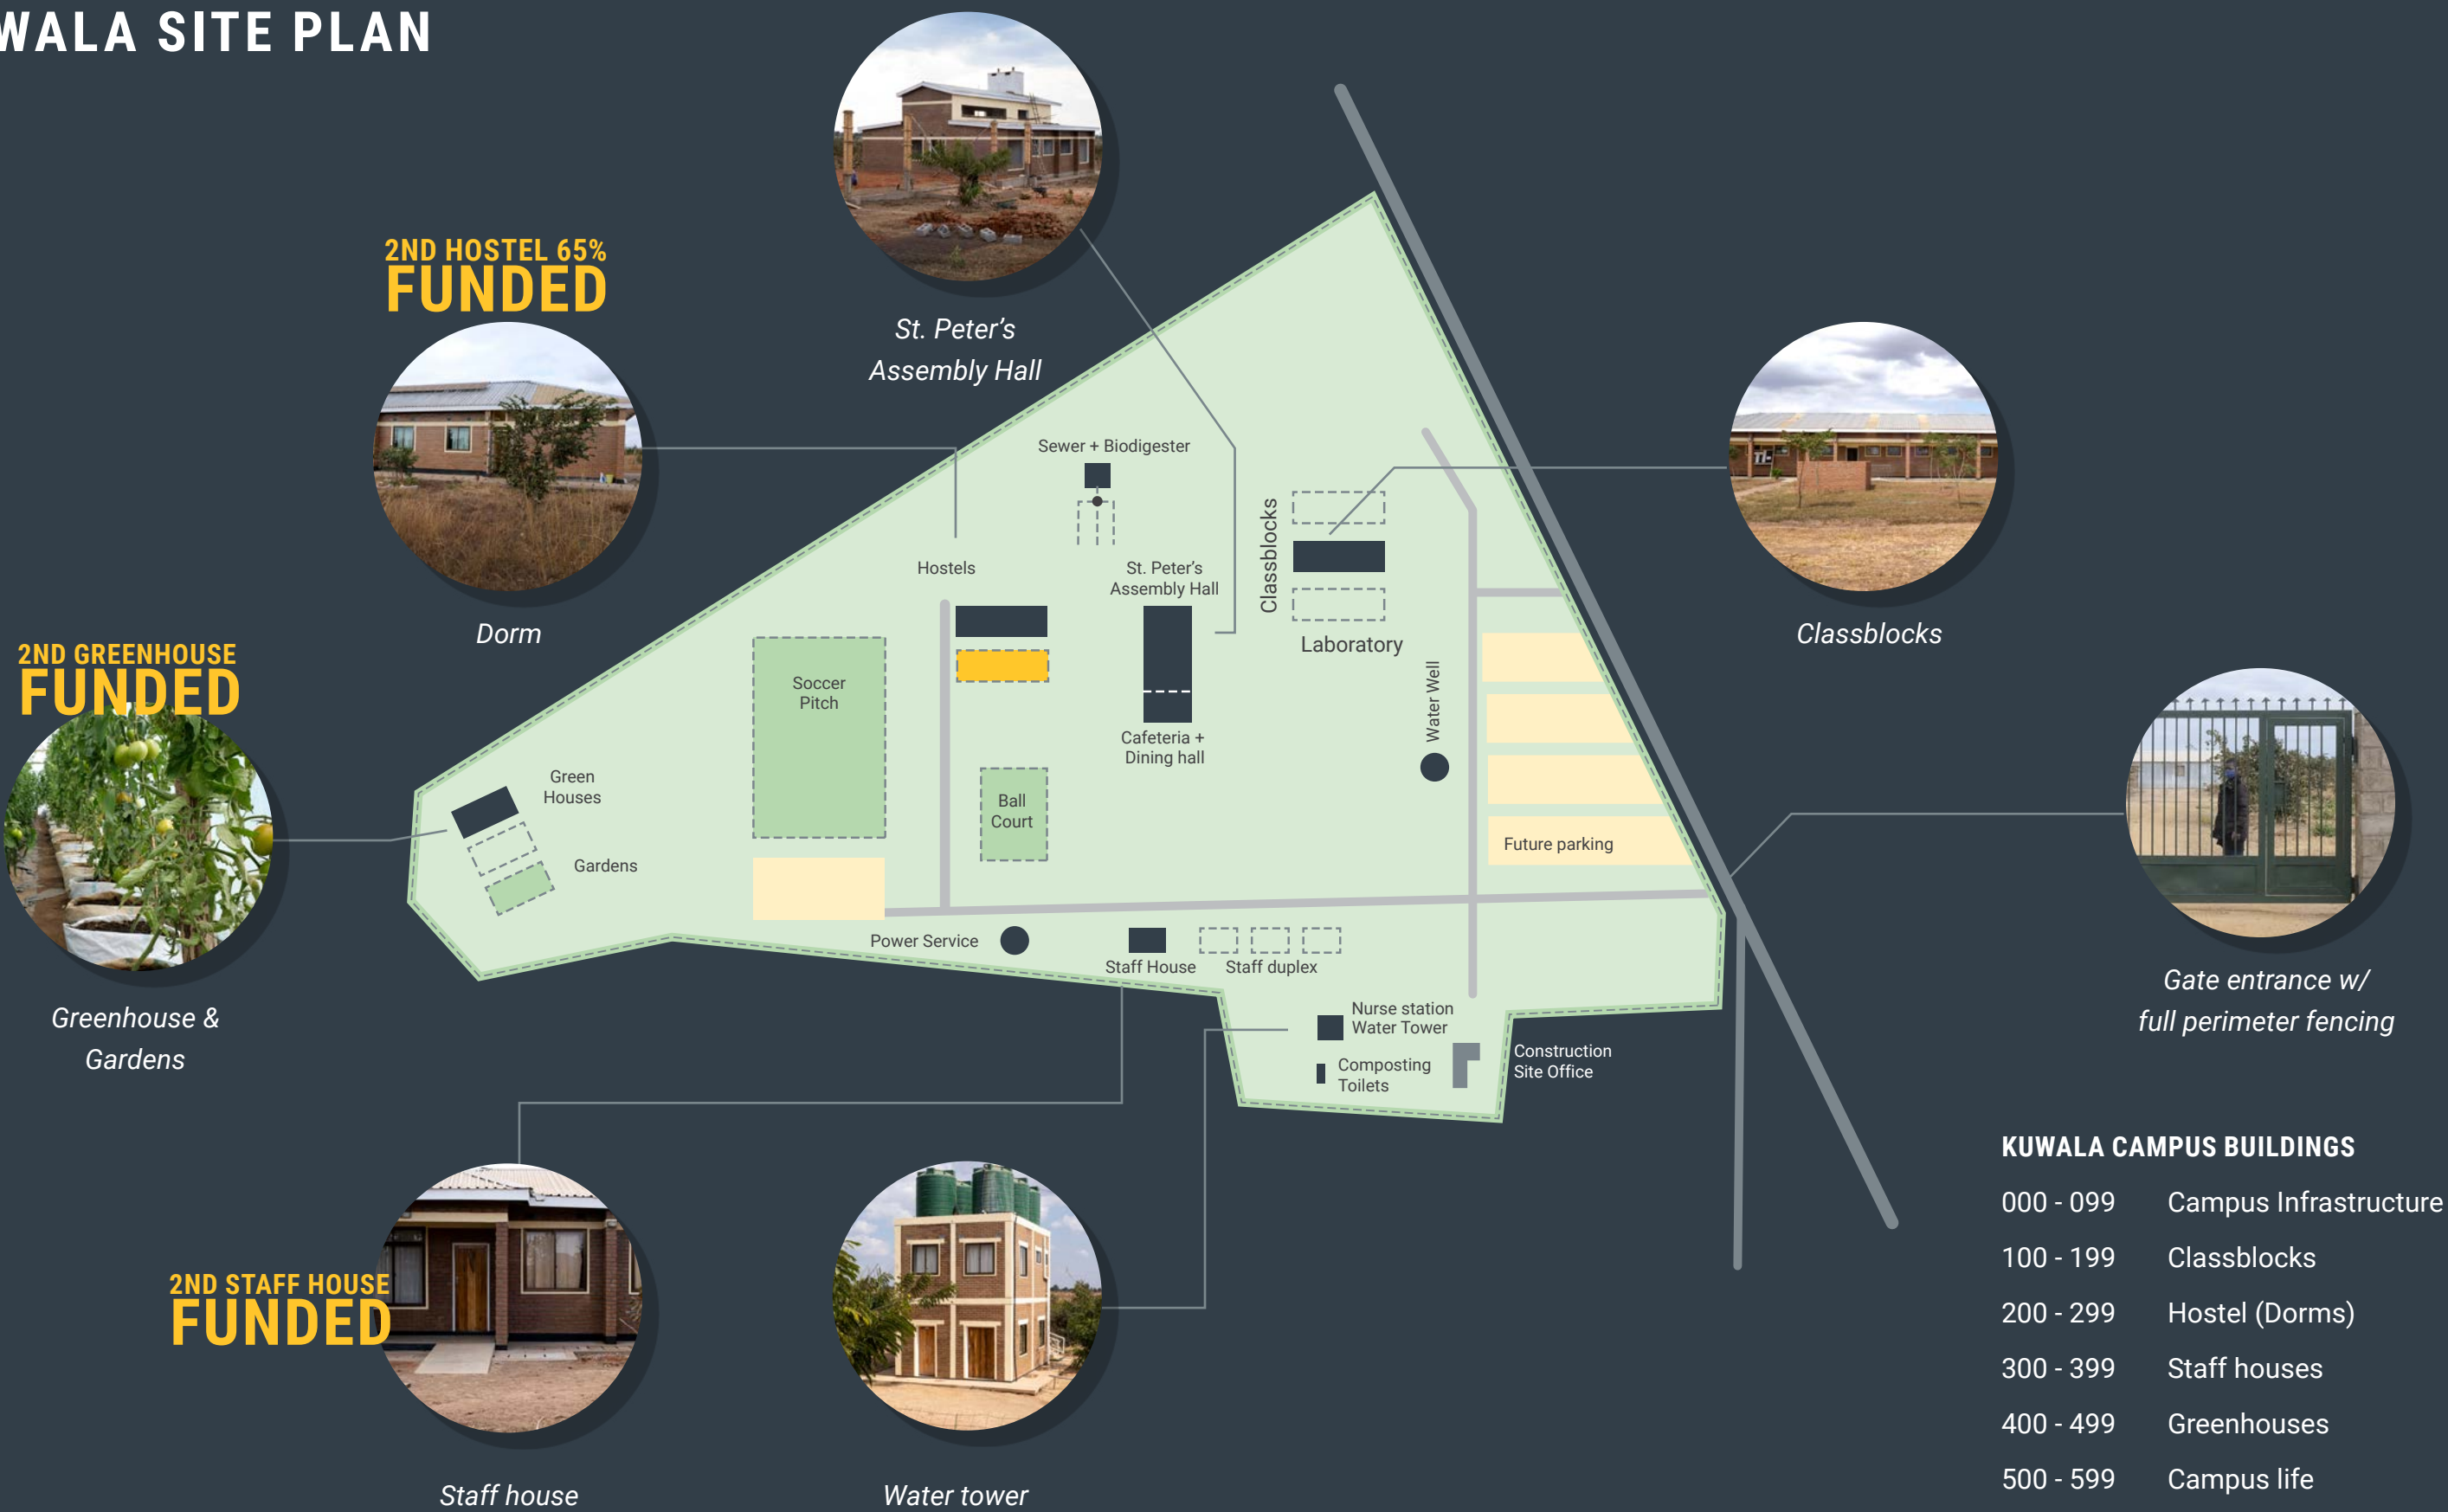 WALA SITE PLAN
2ND HOSTEL 65%
FUNDED
St. Peter’s
Assembly Hall
Dorm
Classblocks
2ND GREENHOUSE
FUNDED
Greenhouse &
Gardens
Gate entrance w/
full perimeter fencing
2ND STAFF HOUSE
FUNDED
Staff house
Water tower
Sewer + Biodigester
Hostels
St. Peter’s
Assembly Hall
Classblocks
Laboratory
Water Well
Soccer
Pitch
Cafeteria +
Dining hall
Ball
Court
Green
Houses
Gardens
Future parking
Power Service
Staff House
Staff duplex
Nurse station
Water Tower
Composting
Toilets
Construction
Site Office
KUWALA CAMPUS BUILDINGS
000 - 099 Campus Infrastructure
100 - 199 Classblocks
200 - 299 Hostel (Dorms)
300 - 399 Staff houses
400 - 499 Greenhouses
500 - 599 Campus life